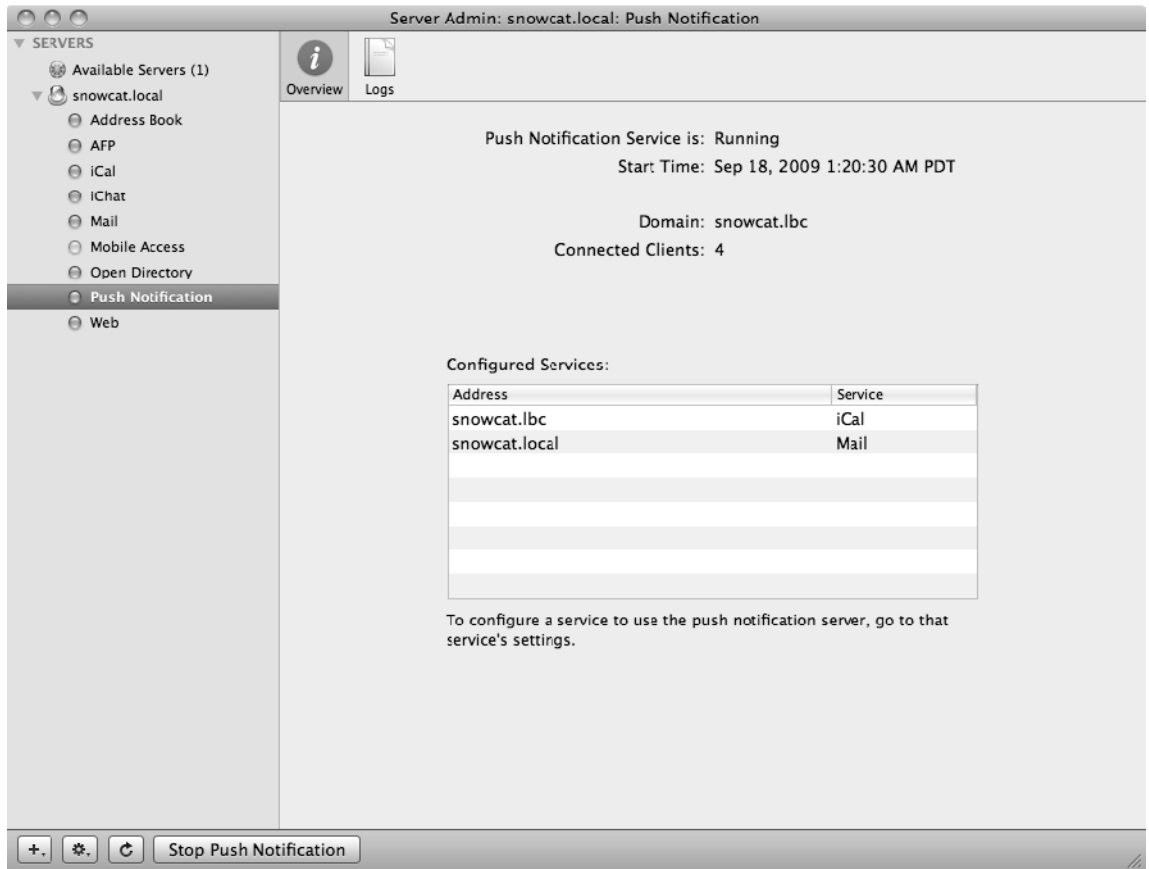 Server Admin: snowcat.local: Push Notification
SERVERS
Available Servers (1)
snowcat.local
Address Book
AFP
iCal
iChat
Mail
Mobile Access
Open Directory
Push Notification
Web
Overview
Logs
Push Notification Service is: Running
Start Time: Sep 18, 2009 1:20:30 AM PDT
Domain: snowcat.lbc
Connected Clients: 4
Configured Services:
Address Service
snowcat.lbc iCal
snowcat.local Mail
To configure a service to use the push notification server, go to that
service's settings.
Stop Push Notification